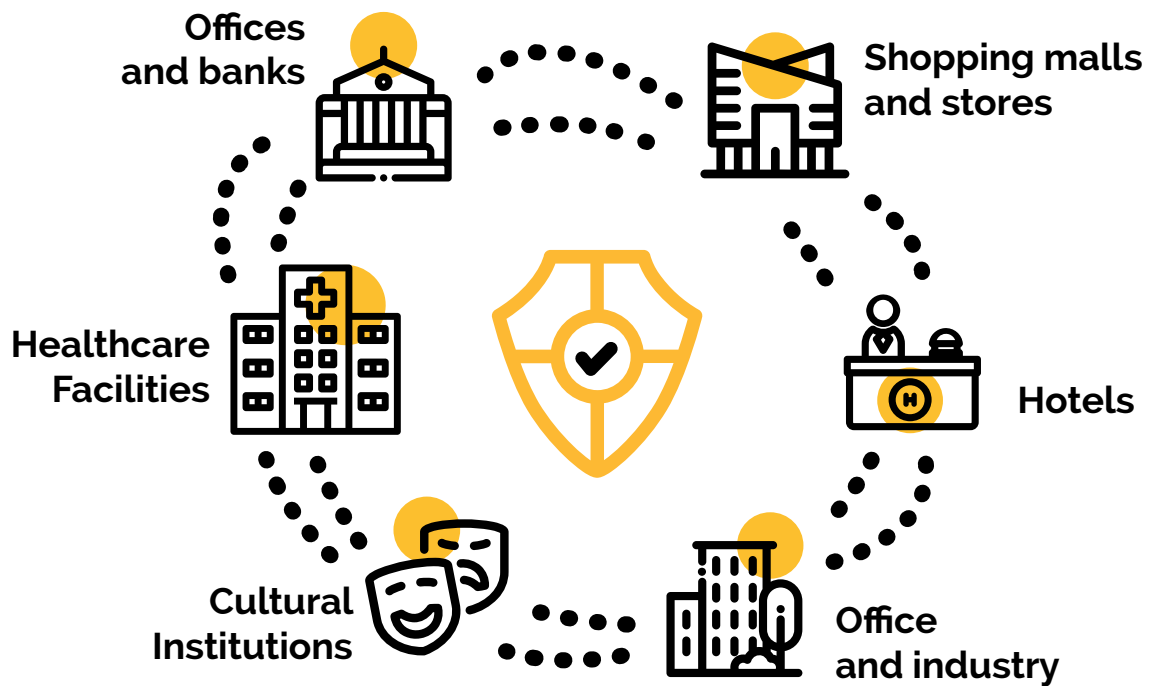 Offices
and banks
Shopping malls
and stores
Healthcare
Facilities
H
Hotels
Cultural
Institutions
Office
and industry